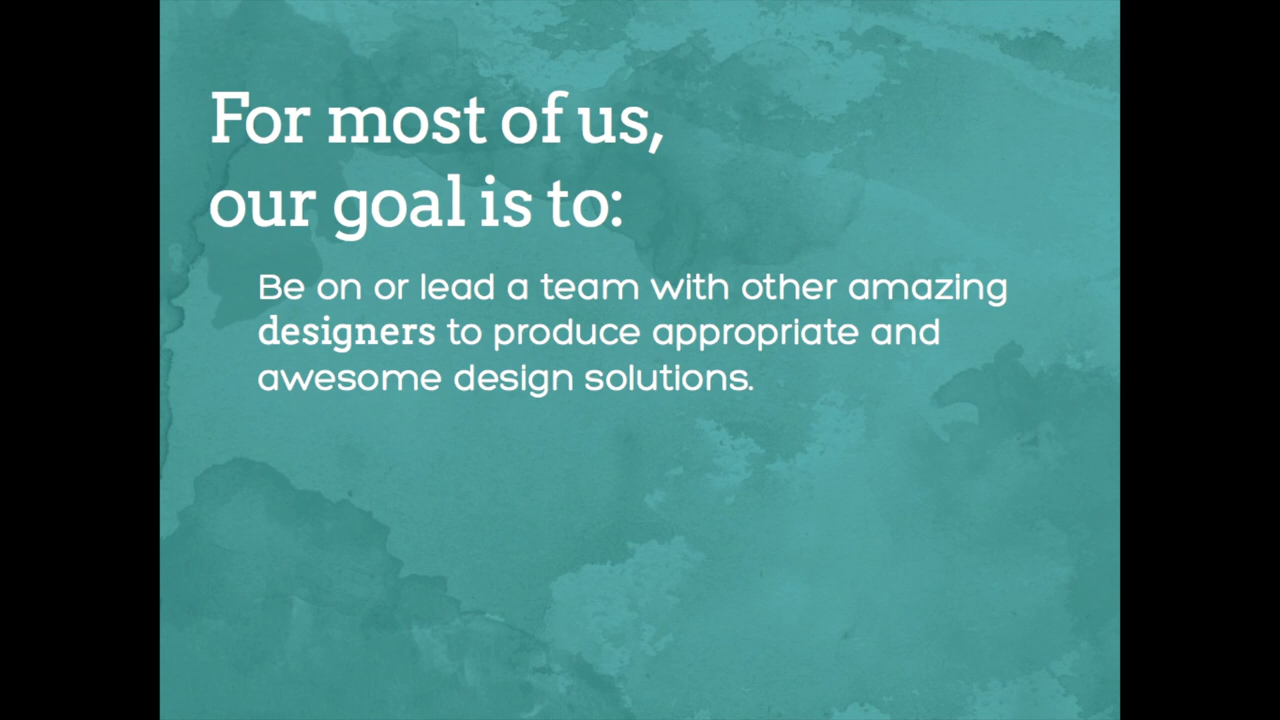 For most of us,
our goal is to:
Be on or lead a team with other amazing
designers to produce appropriate and
awesome design solutions.